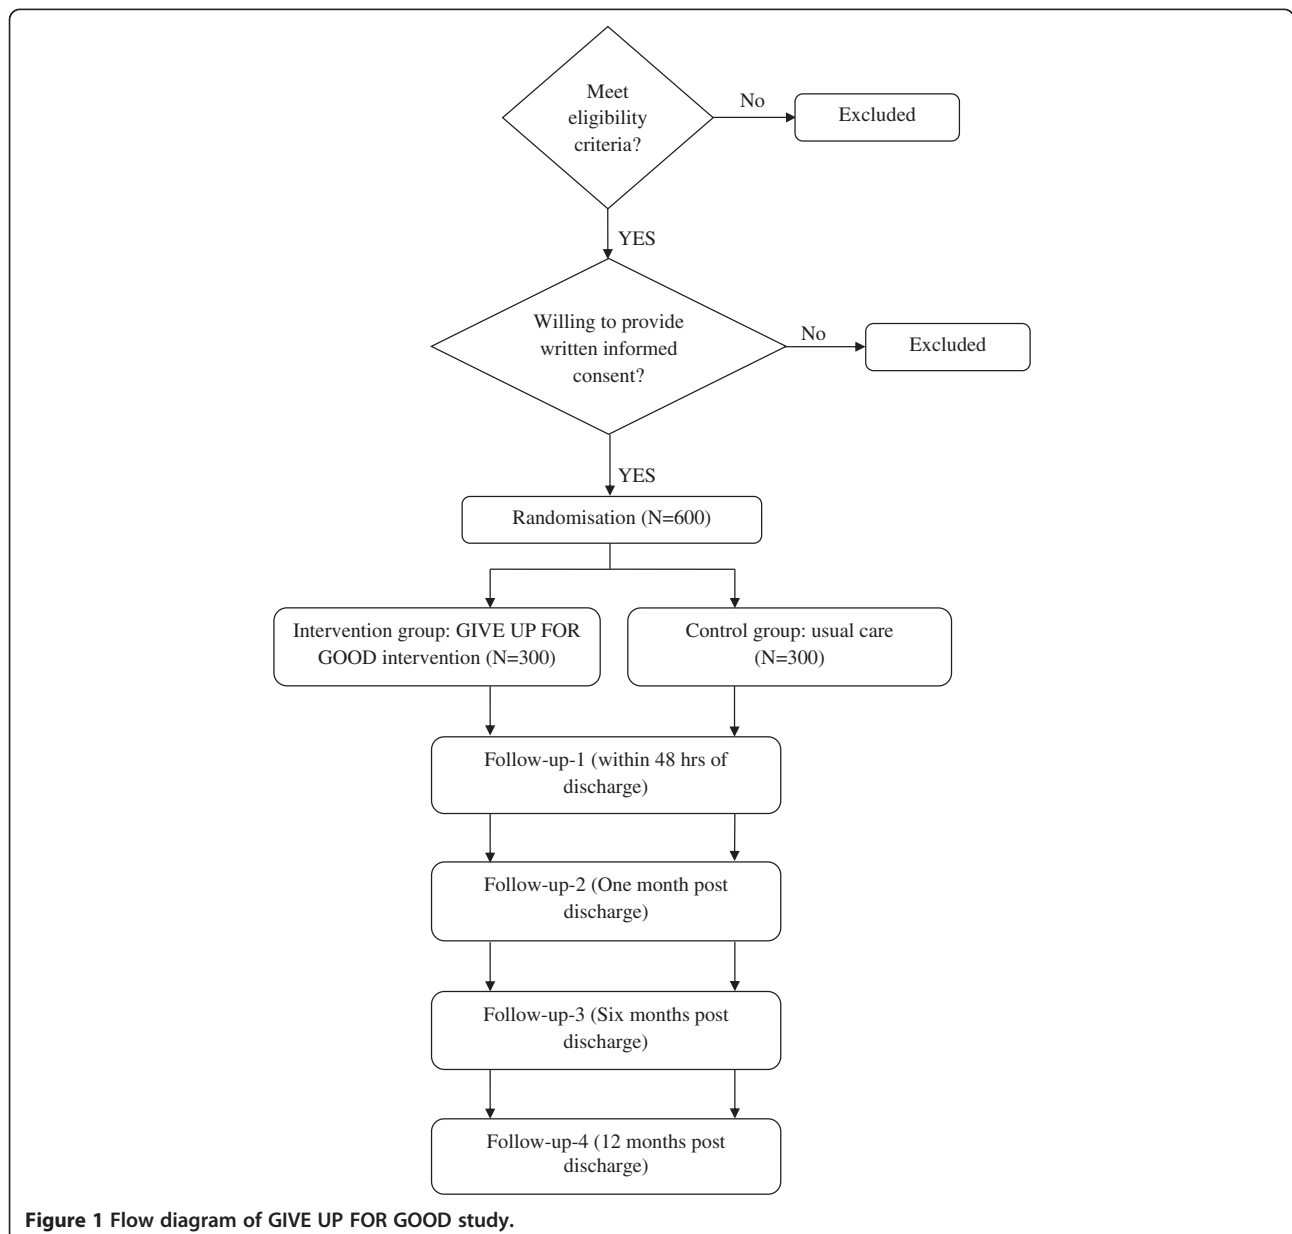 Meet
eligibility
criteria?
No
Excluded
YES
Willing to provide
written informed
consent?
No
Excluded
YES
Randomisation (N=600)
Intervention group: GIVE UP FOR
GOOD intervention (N=300)
Control group: usual care
(N=300)
Follow-up-1 (within 48 hrs of
discharge)
Follow-up-2 (One month post
discharge)
Follow-up-3 (Six months post
discharge)
Follow-up-4 (12 months post
discharge)
Figure 1 Flow diagram of GIVE UP FOR GOOD study.